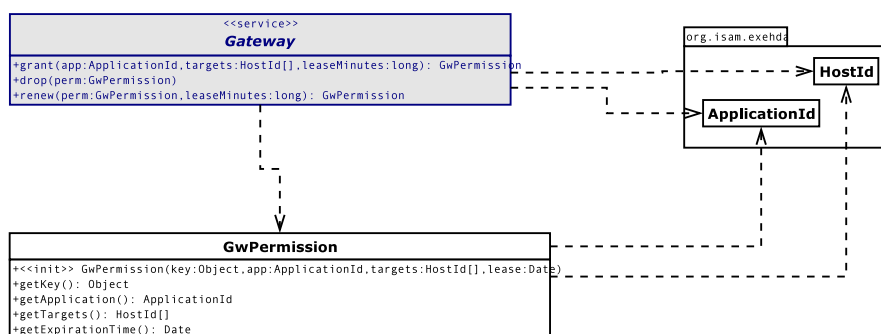 <<service>>
Gateway
+grant(app:ApplicationId,targets:HostId[],leaseMinutes:long): GwPermission
+drop(perm:GwPermission)
+renew(perm:GwPermission,leaseMinutes:long): GwPermission
org.isam.exehda
HostId
ApplicationId
GwPermission
+<<init>> GwPermission(key:Object,app:ApplicationId,targets:HostId[],lease:Date)
+getKey(): Object
+getApplication(): ApplicationId
+getTargets(): HostId[]
+getExpirationTime(): Date